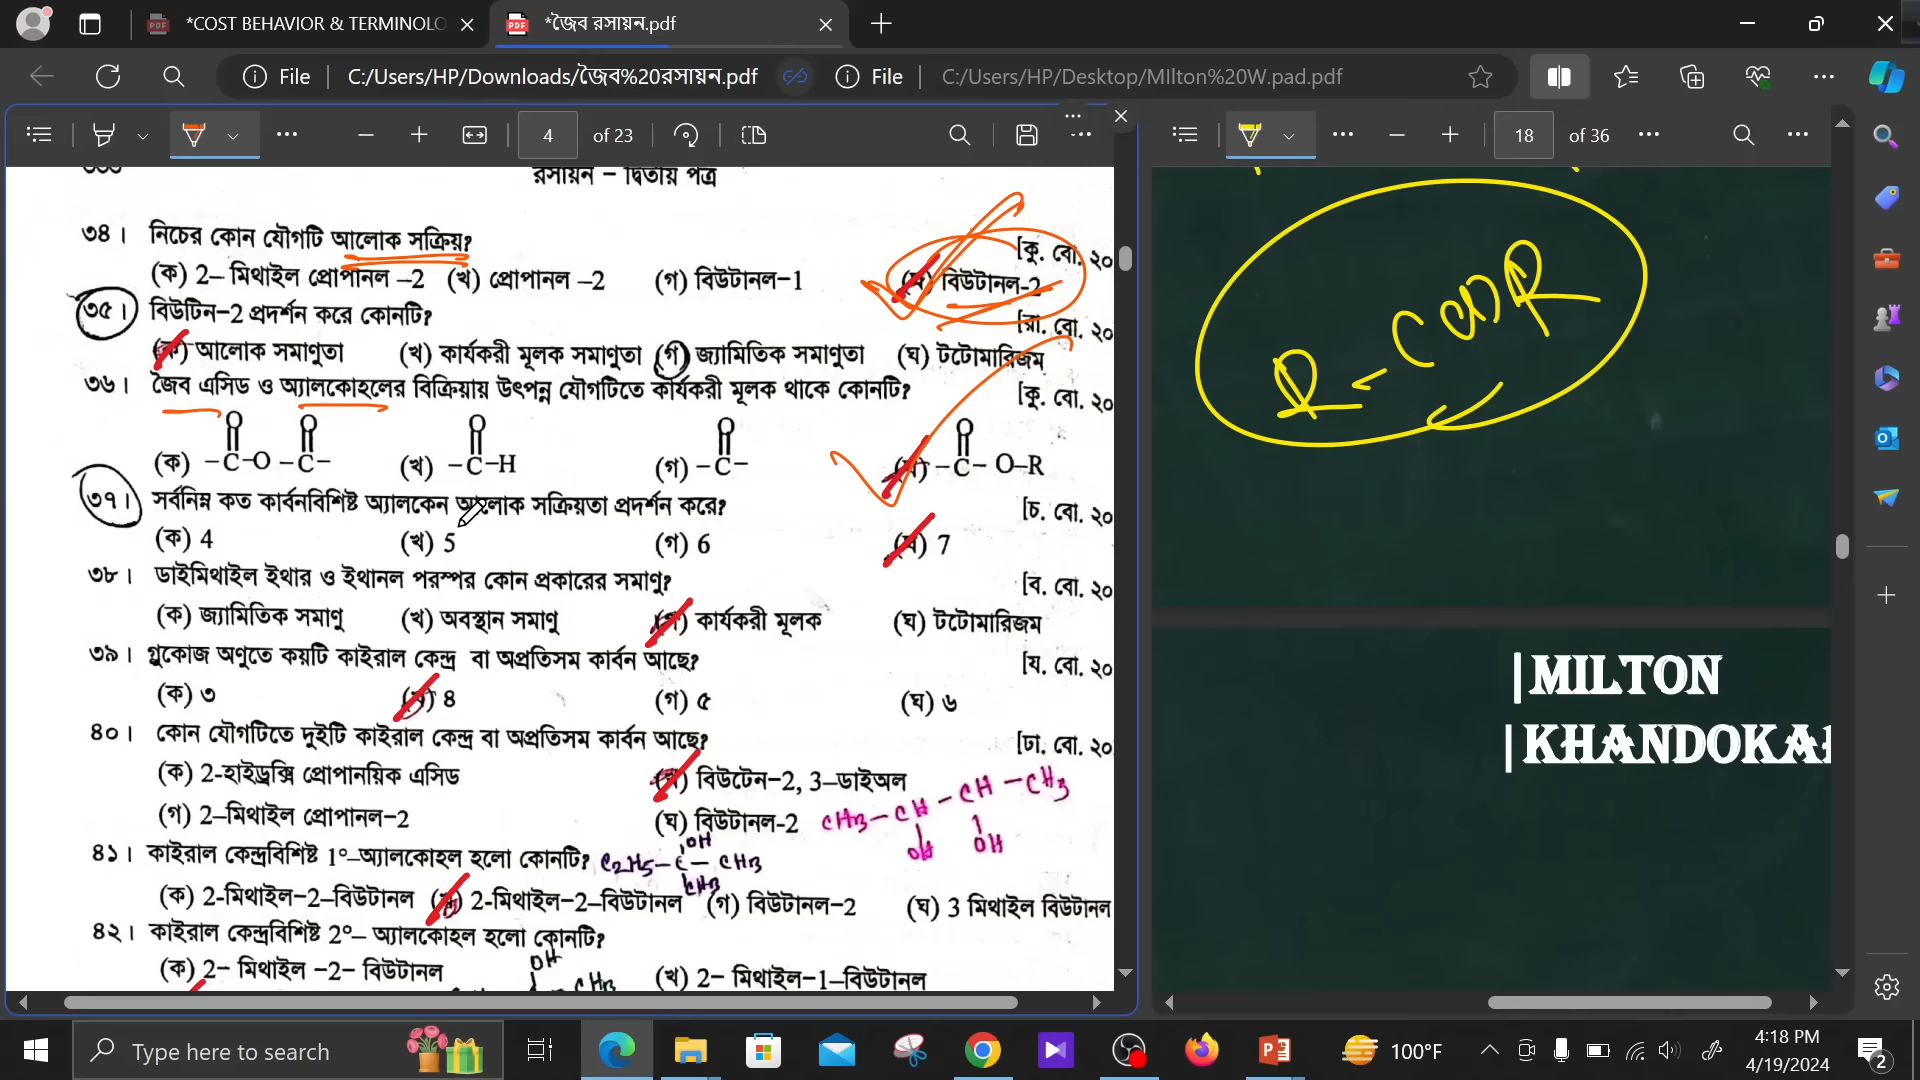 *COST BEHAVIOR & TERMINOLO
*জৈব রসায়ন.pdf
File
C:/Users/HP/Downloads/জৈব%20রসায়ন.pdf
File
C:/Users/HP/Desktop/MIlton%20W.pad.pdf
4 of 23
18 of 36
রসায়ন – দ্বিতীয় পত্র
৩৪। নিচের কোন যৌগটি আলোক সক্রিয়? [কু. বো. ২০
(ক) 2– মিথাইল প্রোপানল –2 (খ) প্রোপানল –2 (গ) বিউটানল–1 (ঘ) বিউটানল-2
৩৫। বিউটিন–2 প্রদর্শন করে কোনটি? [রা. বো. ২০
(ক) আলোক সমাণুতা (খ) কার্যকরী মূলক সমাণুতা (গ) জ্যামিতিক সমাণুতা (ঘ) টটোমারিজম
৩৬। জৈব এসিড ও অ্যালকোহলের বিক্রিয়ায় উৎপন্ন যৌগটিতে কার্যকরী মূলক থাকে কোনটি? [কু. বো. ২০
O O O O O
(ক) –C–O –C– (খ) –C–H (গ) –C– (ঘ) –C– O–R
৩৭। সর্বনিম্ন কত কার্বনবিশিষ্ট অ্যালকেন আলোক সক্রিয়তা প্রদর্শন করে? [চ. বো. ২০
(ক) 4 (খ) 5 (গ) 6 (ঘ) 7
৩৮। ডাইমিথাইল ইথার ও ইথানল পরস্পর কোন প্রকারের সমাণু? [ব. বো. ২০
(ক) জ্যামিতিক সমাণু (খ) অবস্থান সমাণু (গ) কার্যকরী মূলক (ঘ) টটোমারিজম
৩৯। গ্লুকোজ অণুতে কয়টি কাইরাল কেন্দ্র বা অপ্রতিসম কার্বন আছে? [য. বো. ২০
(ক) ৩ (খ) ৪ (গ) ৫ (ঘ) ৬
৪০। কোন যৌগটিতে দুইটি কাইরাল কেন্দ্র বা অপ্রতিসম কার্বন আছে? [ঢা. বো. ২০
(ক) 2-হাইড্রক্সি প্রোপানয়িক এসিড (খ) বিউটেন–2, 3–ডাইঅল
CH3 – CH – CH – CH3
OH OH
(গ) 2–মিথাইল প্রোপানল–2 (ঘ) বিউটানল-2
৪১। কাইরাল কেন্দ্রবিশিষ্ট 1°–অ্যালকোহল হলো কোনটি?
OH
C2H5 – C – CH3
CH3
(ক) 2-মিথাইল–2–বিউটানল (খ) 2-মিথাইল–2–বিউটানল (গ) বিউটানল–2 (ঘ) 3 মিথাইল বিউটানল
৪২। কাইরাল কেন্দ্রবিশিষ্ট 2°– অ্যালকোহল হলো কোনটি?
OH
CH3
(ক) 2– মিথাইল –2– বিউটানল (খ) 2– মিথাইল–1–বিউটানল
|MILTON
|KHANDOKA
Type here to search
100°F
4:18 PM
4/19/2024
2